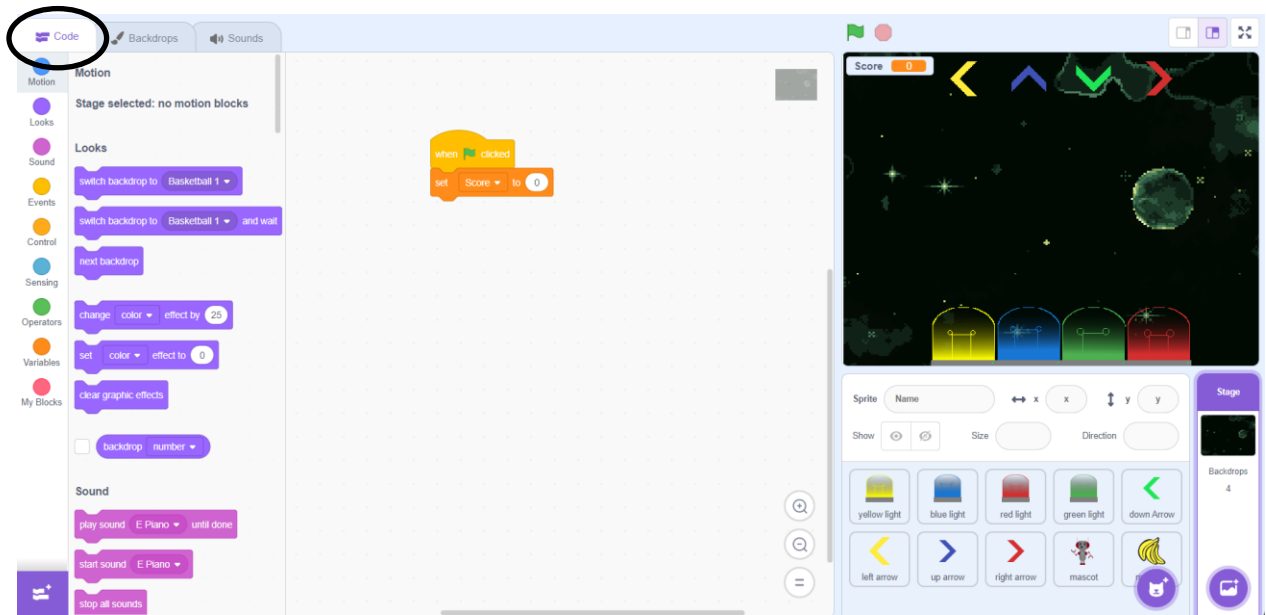 Code
Backdrops
Sounds
Motion
Looks
Sound
Events
Control
Sensing
Operators
Variables
My Blocks
Motion
Stage selected: no motion blocks
Looks
switch backdrop to Basketball 1
switch backdrop to Basketball 1 and wait
next backdrop
change color effect by 25
set color effect to 0
clear graphic effects
backdrop number
Sound
play sound E Piano until done
start sound E Piano
stop all sounds
when clicked
set Score to 0
Score 0
Sprite Name x x y y
Show Size Direction
Stage
Backdrops
4
yellow light
blue light
red light
green light
down Arrow
left arrow
up arrow
right arrow
mascot